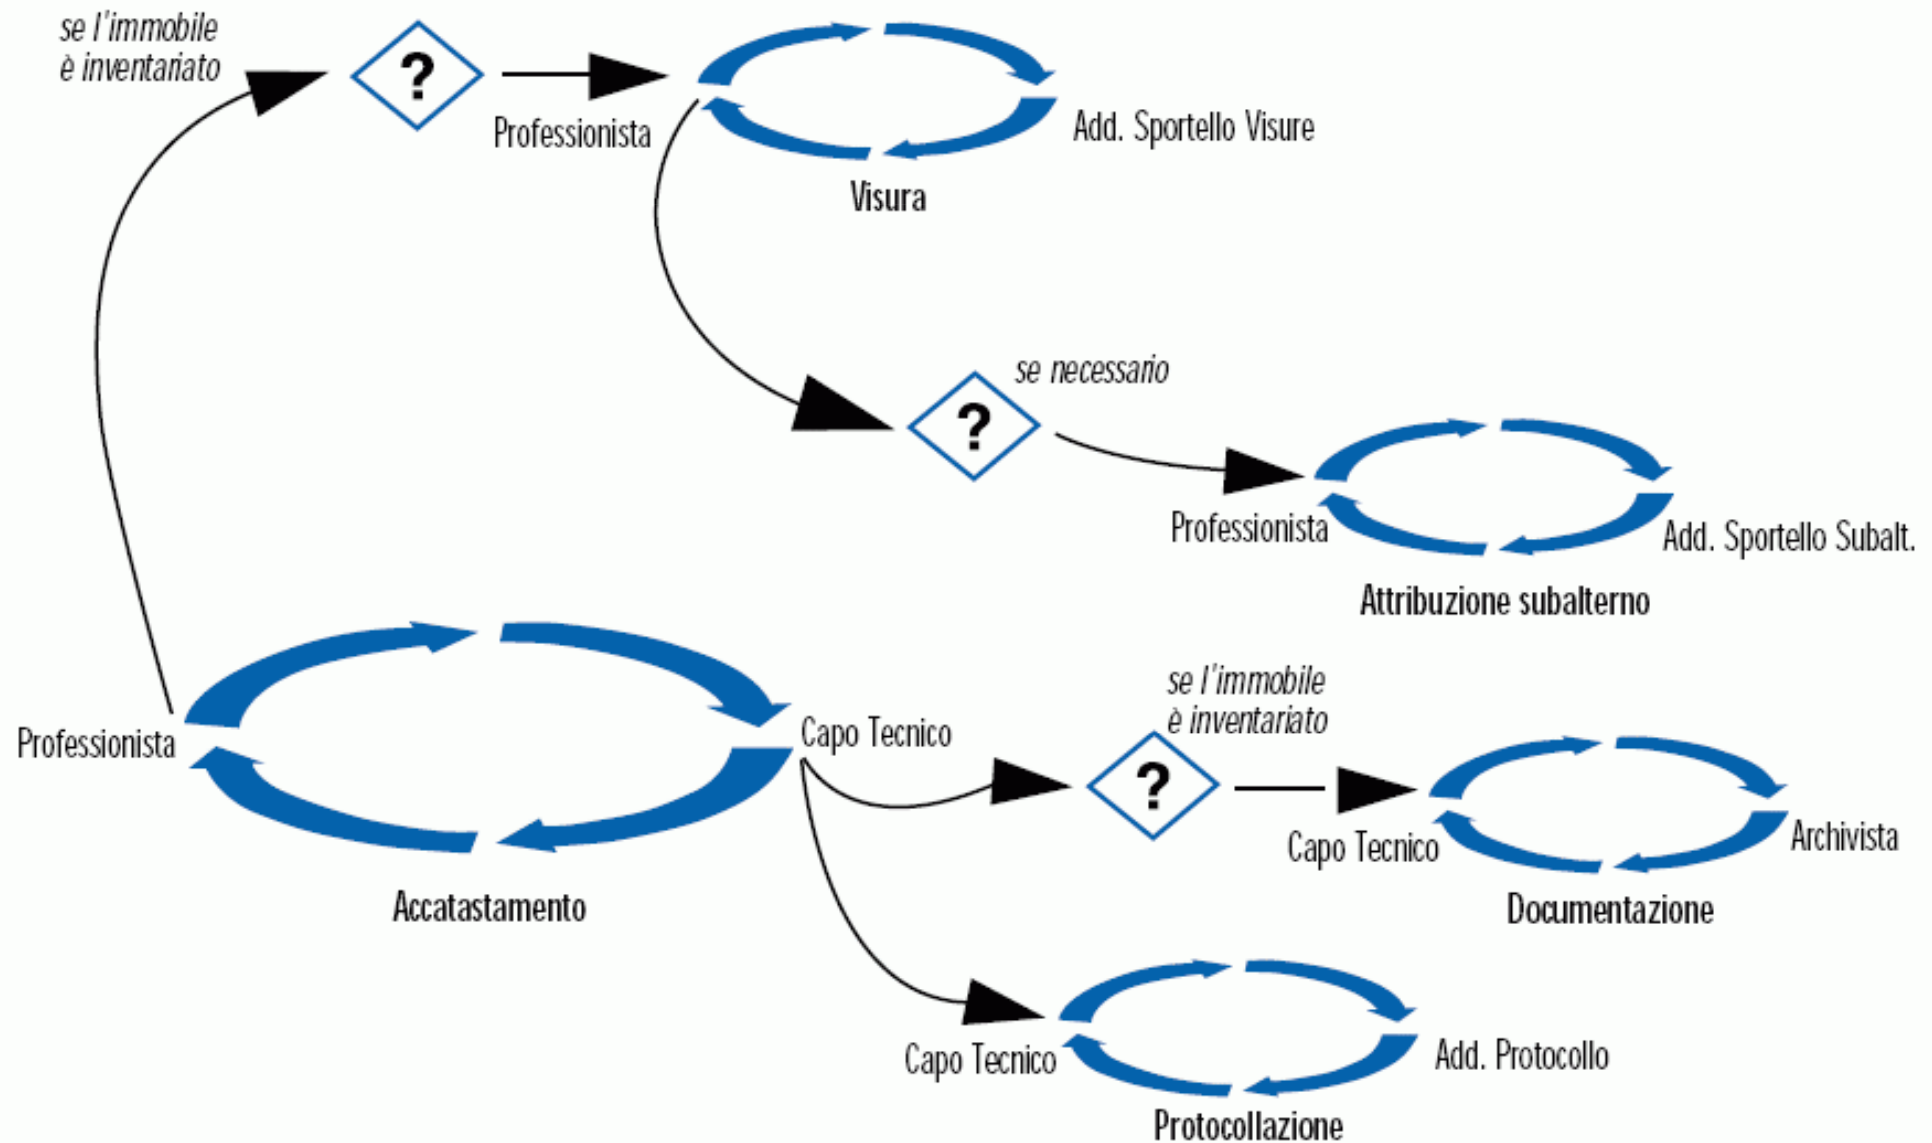 se l'immobile
è inventariato
?
Professionista
Add. Sportello Visure
Visura
se necessario
?
Professionista
Add. Sportello Subalt.
Attribuzione subalterno
Professionista
Capo Tecnico
Accatastamento
se l'immobile
è inventariato
?
Capo Tecnico
Archivista
Documentazione
Capo Tecnico
Add. Protocollo
Protocollazione